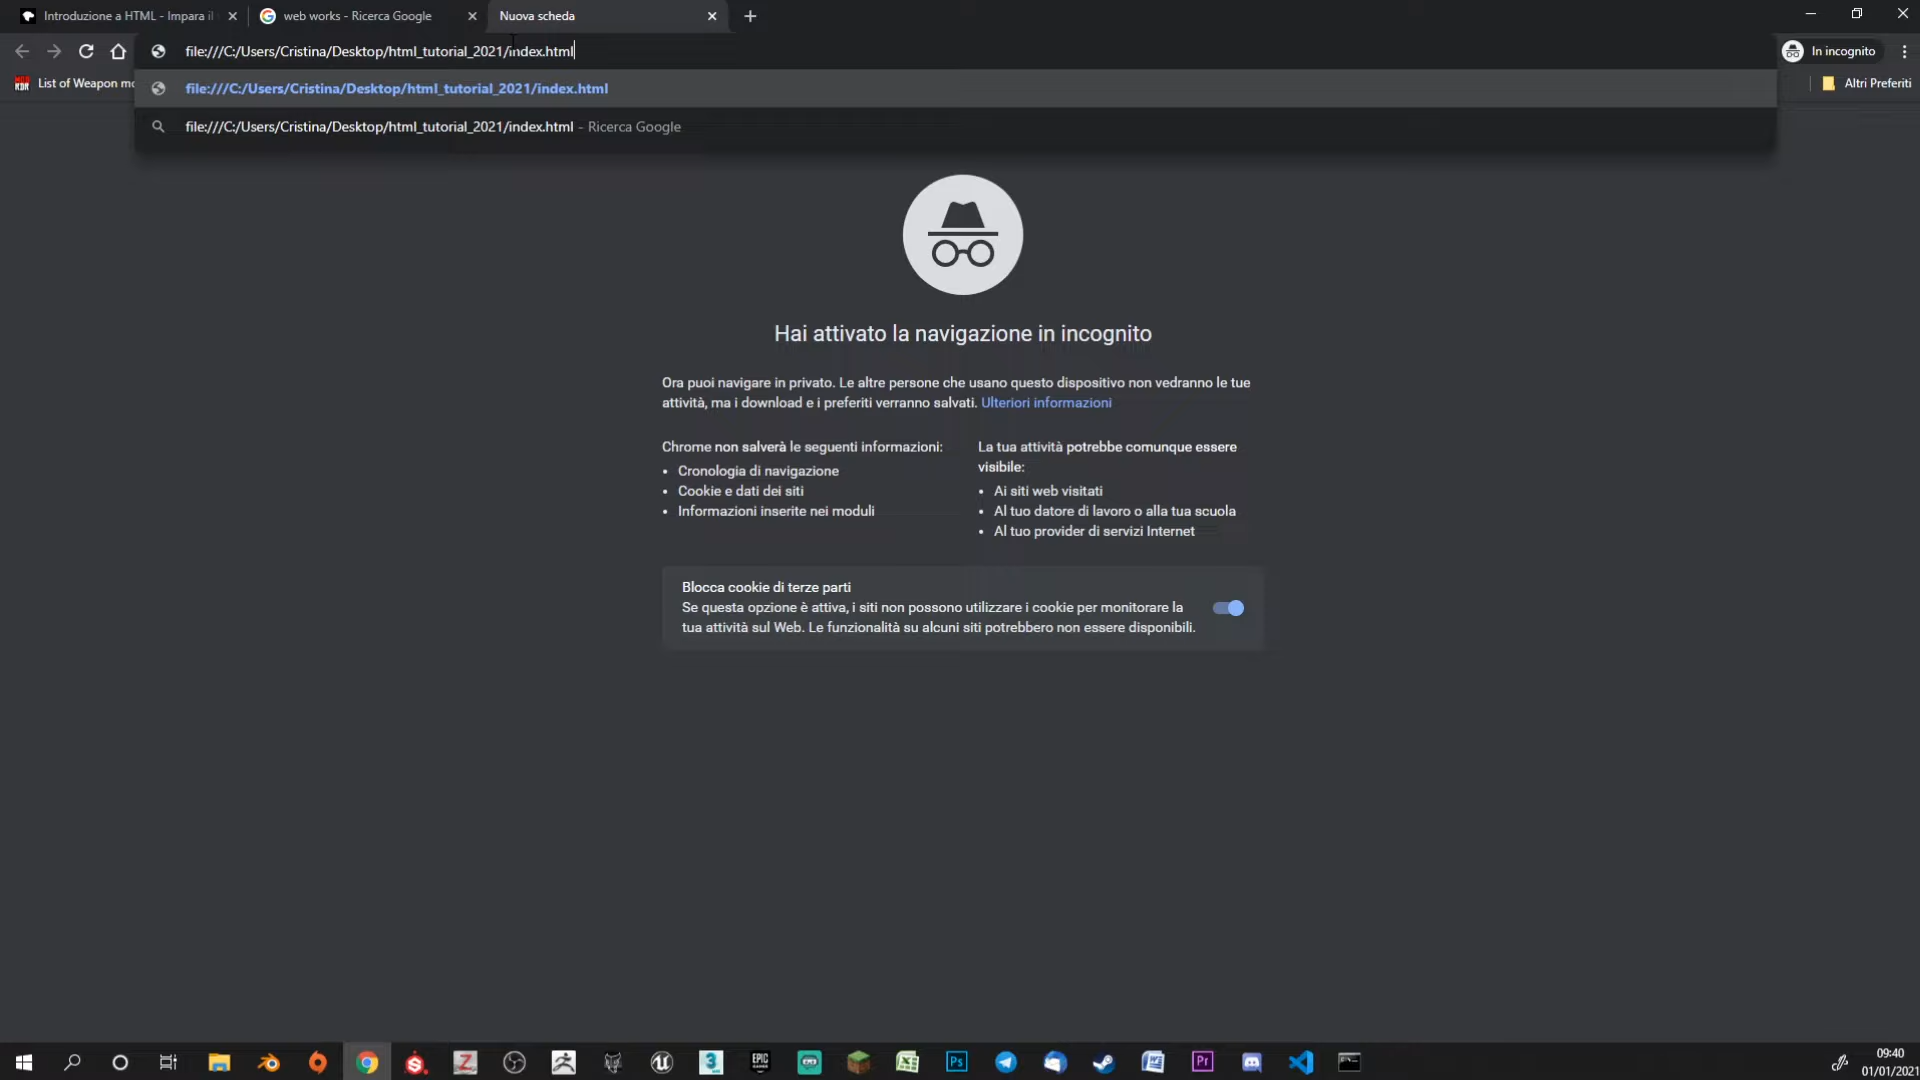 Introduzione a HTML - Impara il
web works - Ricerca Google
Nuova scheda
file:///C:/Users/Cristina/Desktop/html_tutorial_2021/index.html
In incognito
file:///C:/Users/Cristina/Desktop/html_tutorial_2021/index.html
List of Weapon mo
Altri Preferiti
file:///C:/Users/Cristina/Desktop/html_tutorial_2021/index.html - Ricerca Google
Hai attivato la navigazione in incognito
Ora puoi navigare in privato. Le altre persone che usano questo dispositivo non vedranno le tue
attività, ma i download e i preferiti verranno salvati. Ulteriori informazioni
Chrome non salverà le seguenti informazioni:
• Cronologia di navigazione
• Cookie e dati dei siti
• Informazioni inserite nei moduli
La tua attività potrebbe comunque essere
visibile:
• Ai siti web visitati
• Al tuo datore di lavoro o alla tua scuola
• Al tuo provider di servizi Internet
Blocca cookie di terze parti
Se questa opzione è attiva, i siti non possono utilizzare i cookie per monitorare la
tua attività sul Web. Le funzionalità su alcuni siti potrebbero non essere disponibili.
EPIC
Ps
Pr
09:40
01/01/2021